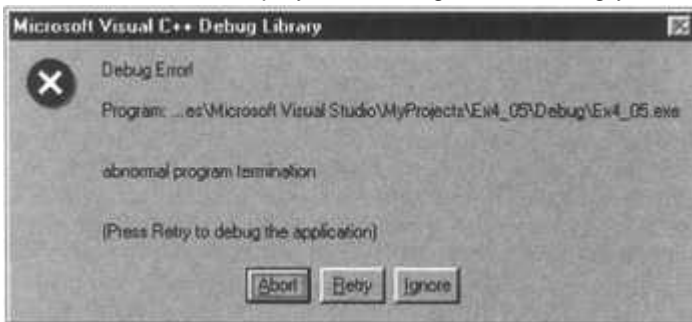 Microsoft Visual C++ Debug Library
Debug Error!
Program: ...es\Microsoft Visual Studio\MyProjects\Ex4_05\Debug\Ex4_05.exe
abnormal program termination
(Press Retry to debug the application)
Abort Retry Ignore